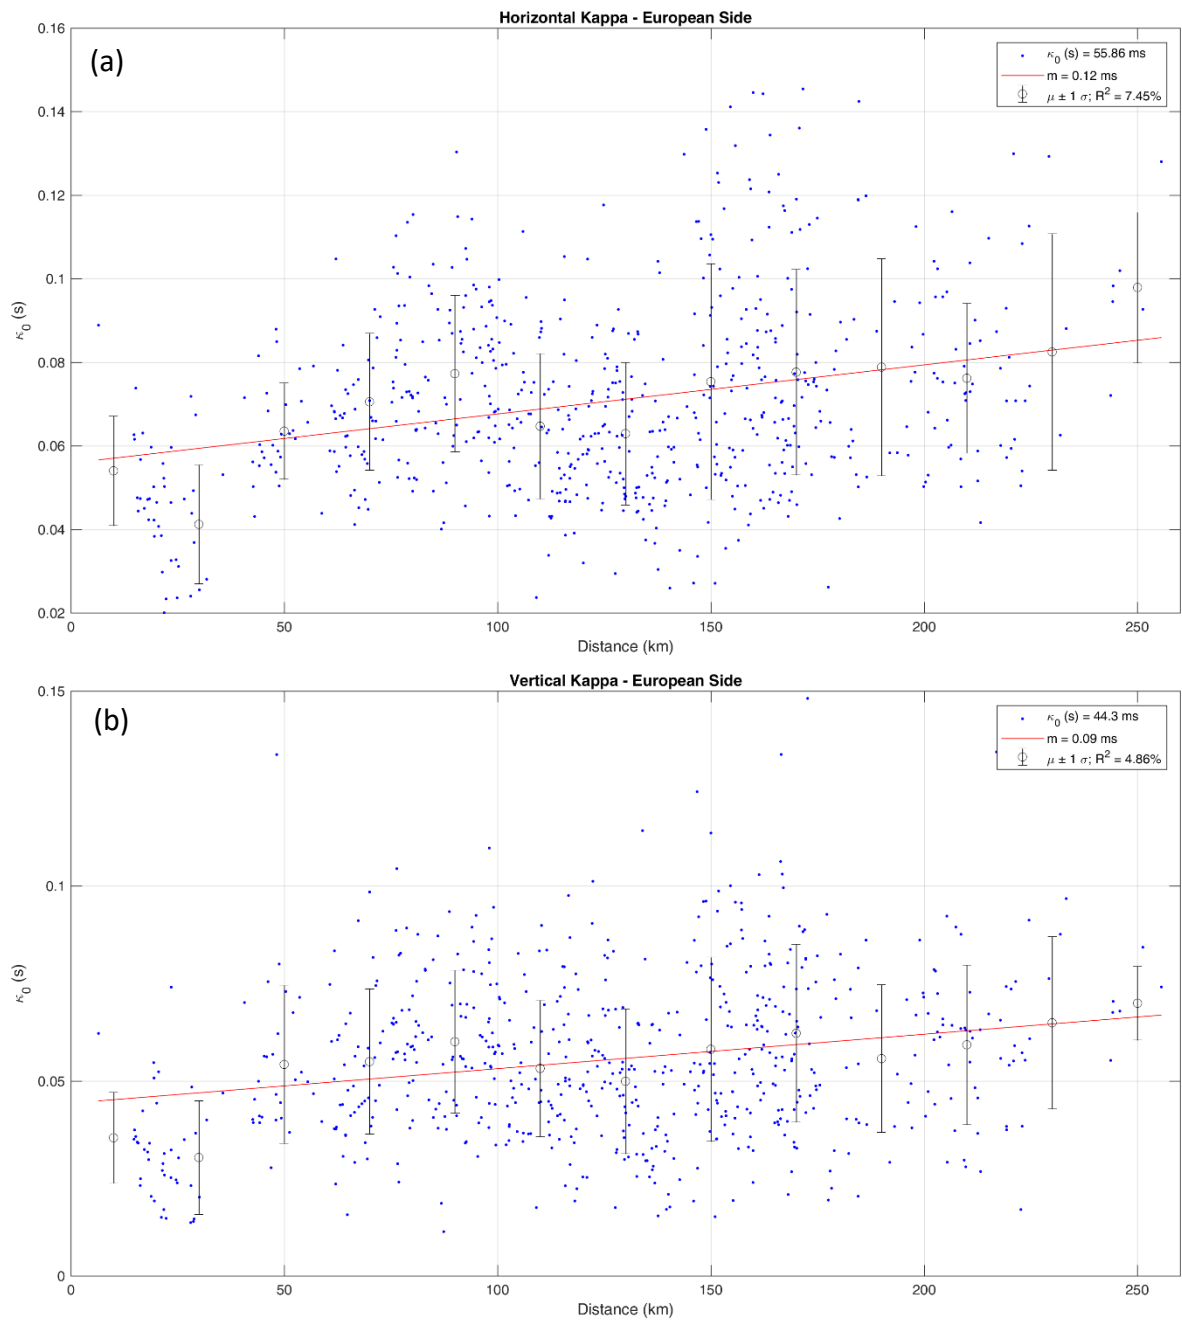 Horizontal Kappa - European Side
(a)
0.16
0.14
0.12
0.1
0.08
0.06
0.04
0.02
κ0 (s)
κ0 (s) = 55.86 ms
m = 0.12 ms
μ ± 1 σ; R² = 7.45%
0 50 100 150 200 250
Distance (km)
Vertical Kappa - European Side
(b)
0.15
0.1
0.05
0
κ0 (s)
κ0 (s) = 44.3 ms
m = 0.09 ms
μ ± 1 σ; R² = 4.86%
0 50 100 150 200 250
Distance (km)